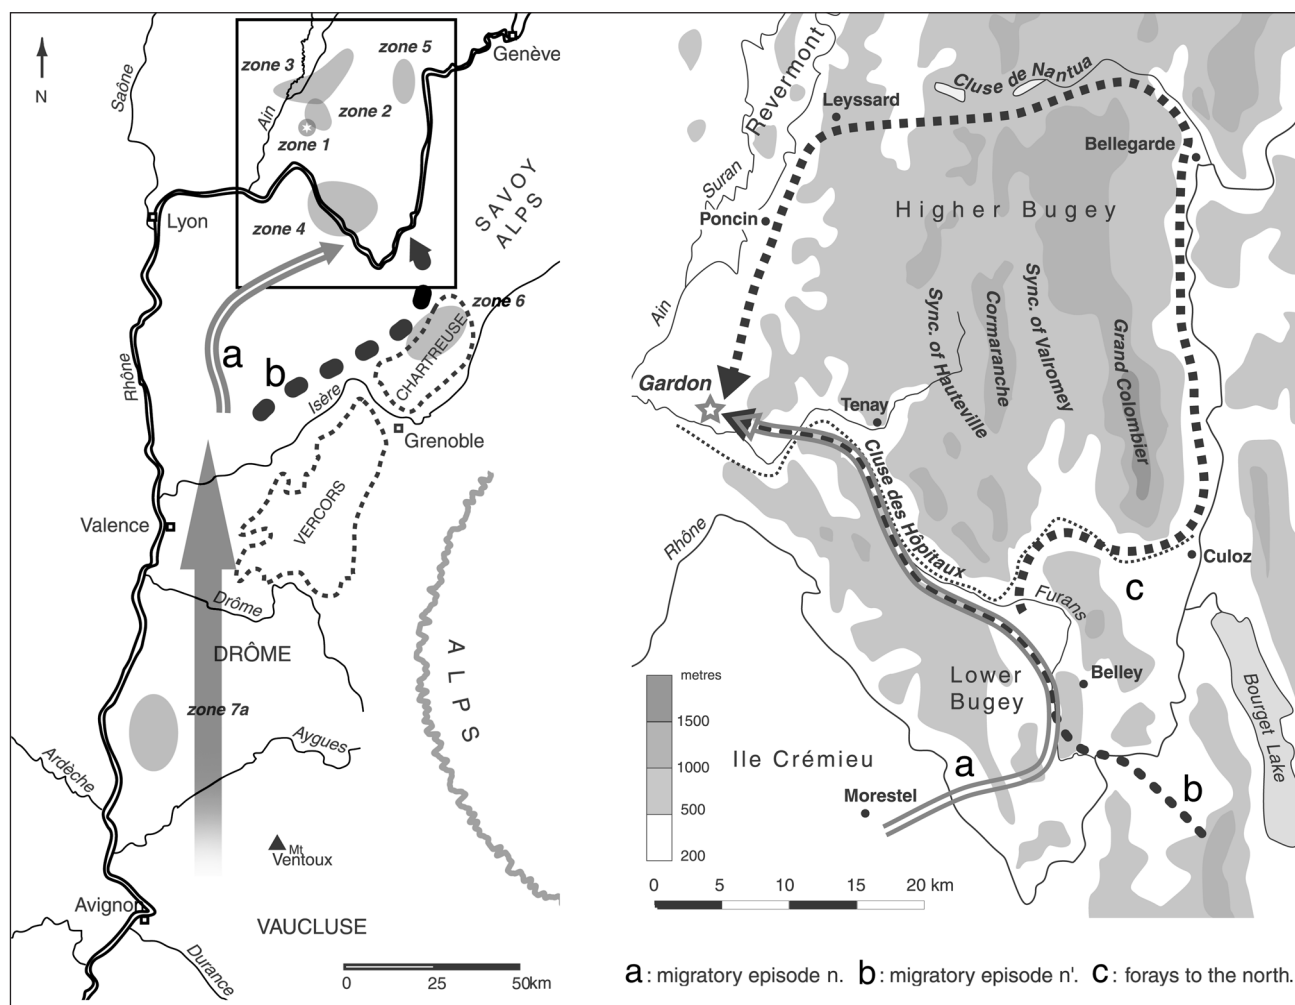 N
Saône
zone 3
Ain
zone 5
Genève
zone 2
zone 1
Lyon
zone 4
SAVOY
ALPS
zone 6
a
b
CHARTREUSE
Rhône
Isère
Grenoble
Valence
VERCORS
Drôme
DRÔME
ALPS
zone 7a
Aygues
Ardèche
Mt
Ventoux
Avignon
VAUCLUSE
Durance
0 25 50km
Revermont
Cluse de Nantua
Leyssard
Bellegarde
Suran
Poncin
Higher Bugey
Ain
Sync. of Hauteville
Cormaranche
Sync. of Valromey
Grand Colombier
Gardon
Tenay
Cluse des Hôpitaux
Rhône
Culoz
c
Furans
Lower
Bugey
Belley
Bourget Lake
metres
1500
1000
500
200
Ile Crémieu
a
b
Morestel
0 5 10 15 20 km
a : migratory episode n. b : migratory episode n'. c : forays to the north.